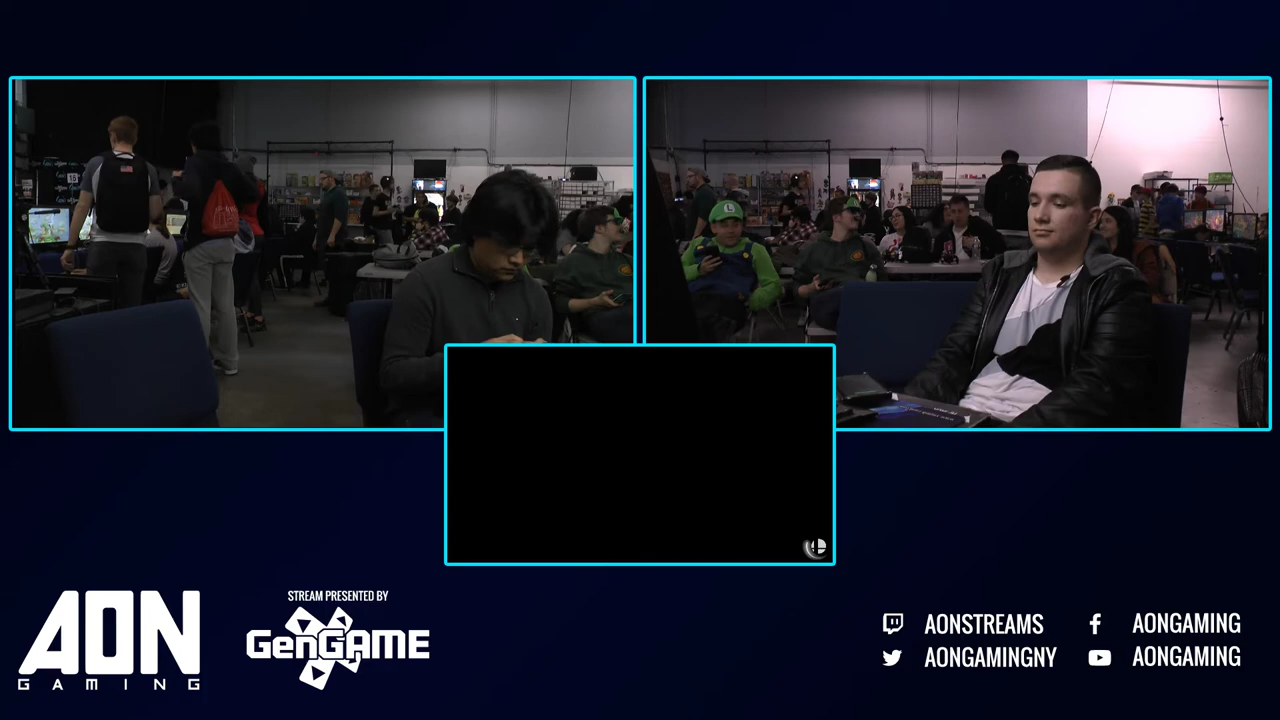 L
AON
GAMING
STREAM PRESENTED BY
GenGAME
AONSTREAMS
AONGAMING
AONGAMINGNY
AONGAMING